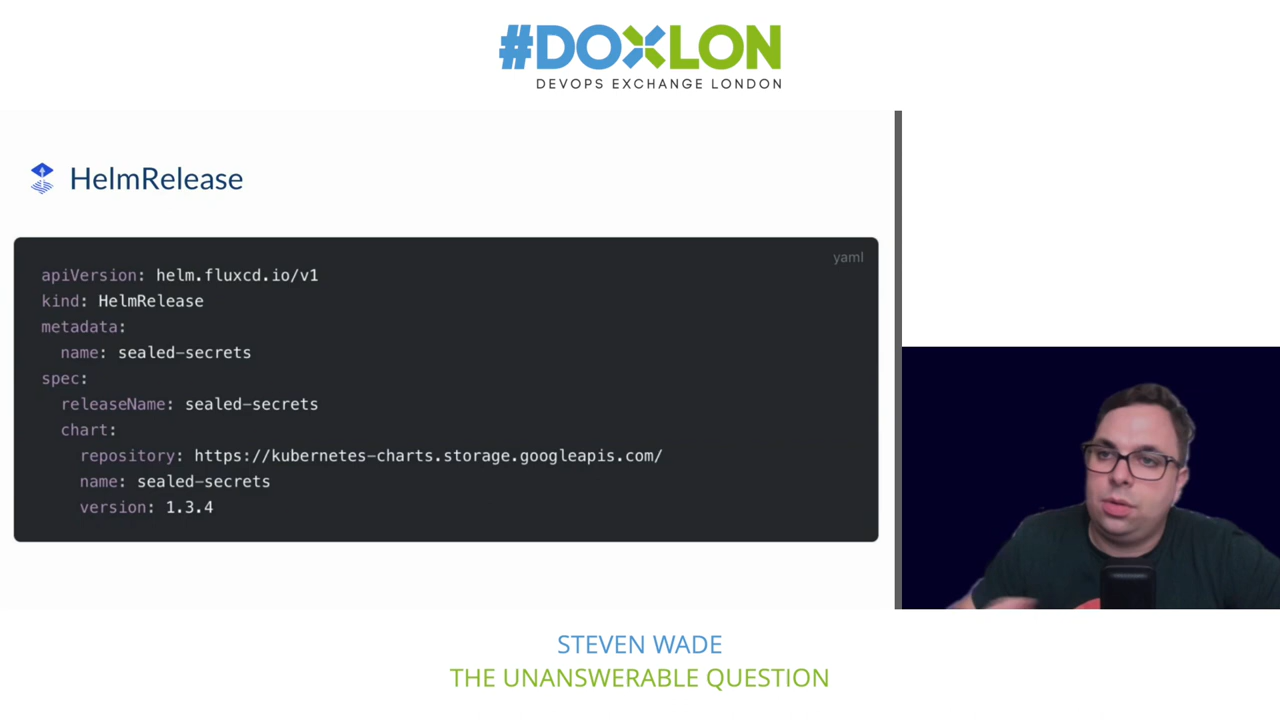 #DOXLON
DEVOPS EXCHANGE LONDON
HelmRelease
yaml
apiVersion: helm.fluxcd.io/v1
kind: HelmRelease
metadata:
  name: sealed-secrets
spec:
  releaseName: sealed-secrets
  chart:
    repository: https://kubernetes-charts.storage.googleapis.com/
    name: sealed-secrets
    version: 1.3.4
STEVEN WADE
THE UNANSWERABLE QUESTION